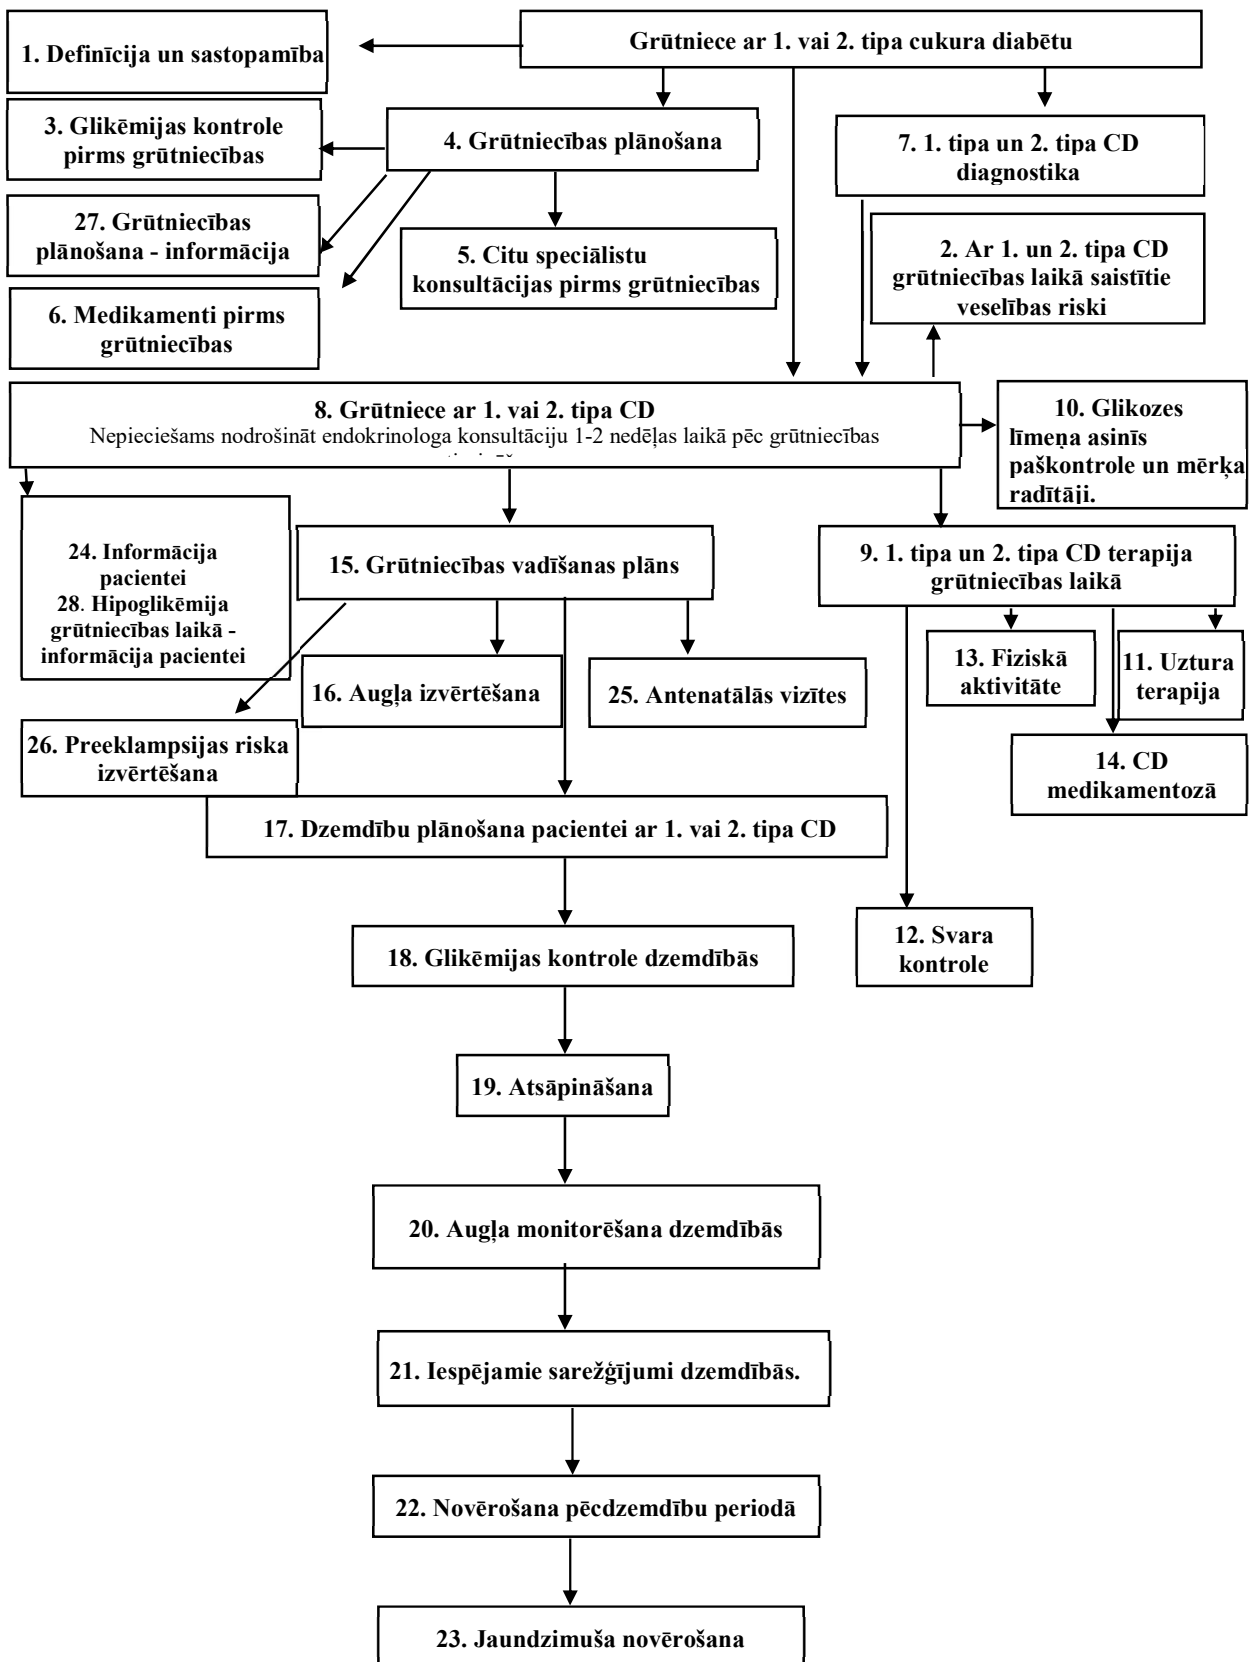 Grūtniece ar 1. vai 2. tipa cukura diabētu
1. Definīcija un sastopamība
3. Glikēmijas kontrole
pirms grūtniecības
4. Grūtniecības plānošana
7. 1. tipa un 2. tipa CD
diagnostika
27. Grūtniecības
plānošana - informācija
5. Citu speciālistu
konsultācijas pirms grūtniecības
2. Ar 1. un 2. tipa CD
grūtniecības laikā saistītie
veselības riski
6. Medikamenti pirms
grūtniecības
8. Grūtniece ar 1. vai 2. tipa CD
Nepieciešams nodrošināt endokrinologa konsultāciju 1-2 nedēļas laikā pēc grūtniecības
10. Glikozes
līmeņa asinīs
paškontrole un mērķa
radītāji.
24. Informācija
pacientei
28. Hipoglikēmija
grūtniecības laikā -
informācija pacientei
15. Grūtniecības vadīšanas plāns
9. 1. tipa un 2. tipa CD terapija
grūtniecības laikā
16. Augļa izvērtēšana
25. Antenatālās vizītes
13. Fiziskā
aktivitāte
11. Uztura
terapija
26. Preeklampsijas riska
izvērtēšana
14. CD
medikamentozā
17. Dzemdību plānošana pacientei ar 1. vai 2. tipa CD
18. Glikēmijas kontrole dzemdībās
12. Svara
kontrole
19. Atsāpināšana
20. Augļa monitorēšana dzemdībās
21. Iespējamie sarežģījumi dzemdībās.
22. Novērošana pēcdzemdību periodā
23. Jaundzimuša novērošana